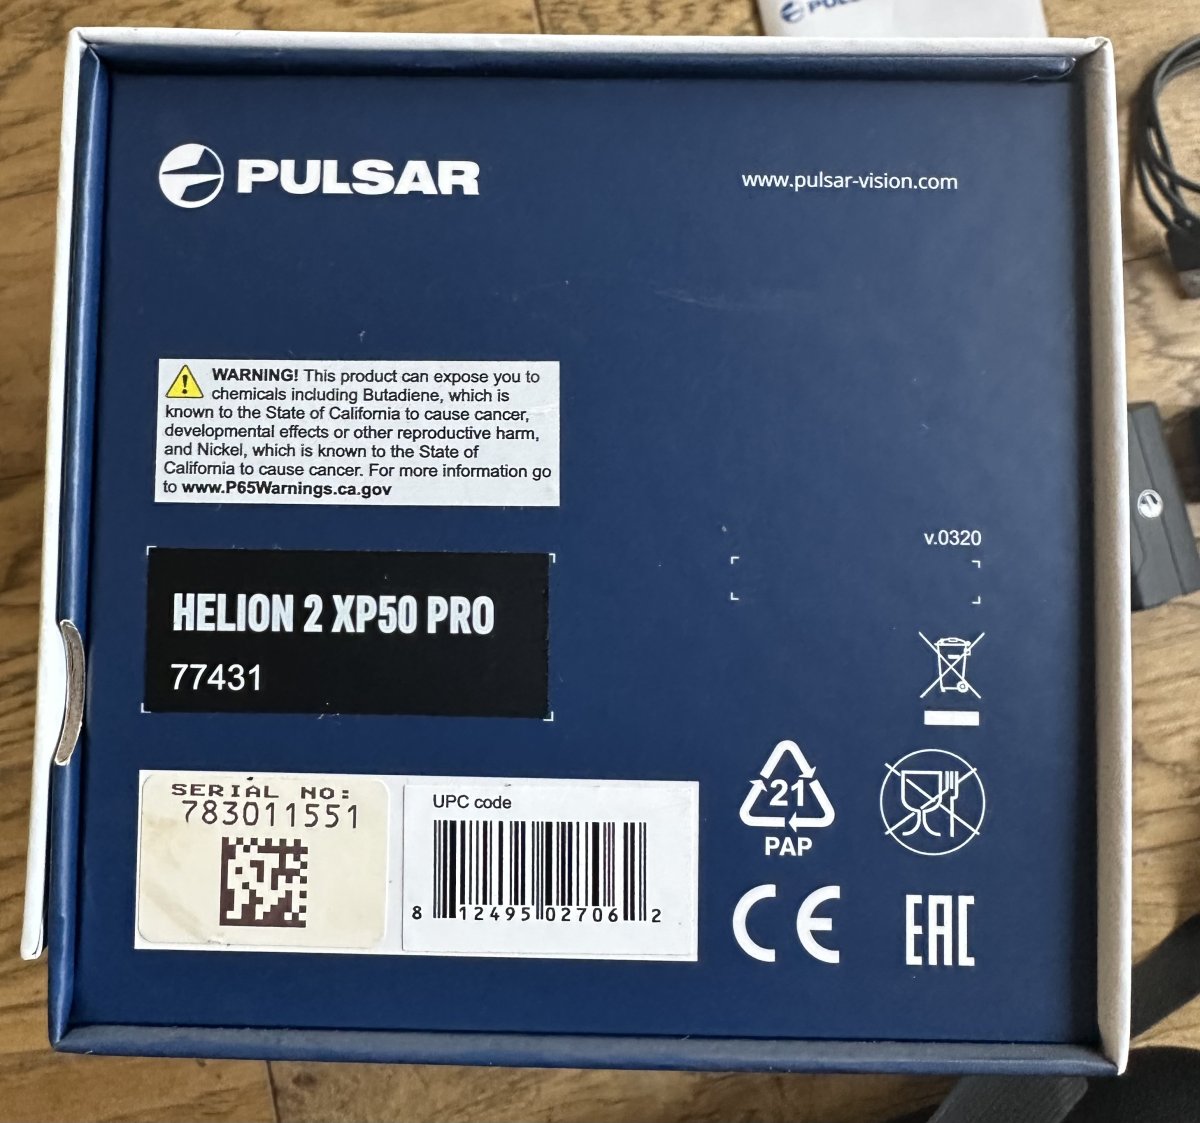 PULSAR
PULSAR
www.pulsar-vision.com
WARNING! This product can expose you to
chemicals including Butadiene, which is
known to the State of California to cause cancer,
developmental effects or other reproductive harm,
and Nickel, which is known to the State of
California to cause cancer. For more information go
to www.P65Warnings.ca.gov
v.0320
HELION 2 XP50 PRO
77431
SERIAL NO:
783011551
UPC code
8 12495 02706 2
21
PAP
CE
EAC